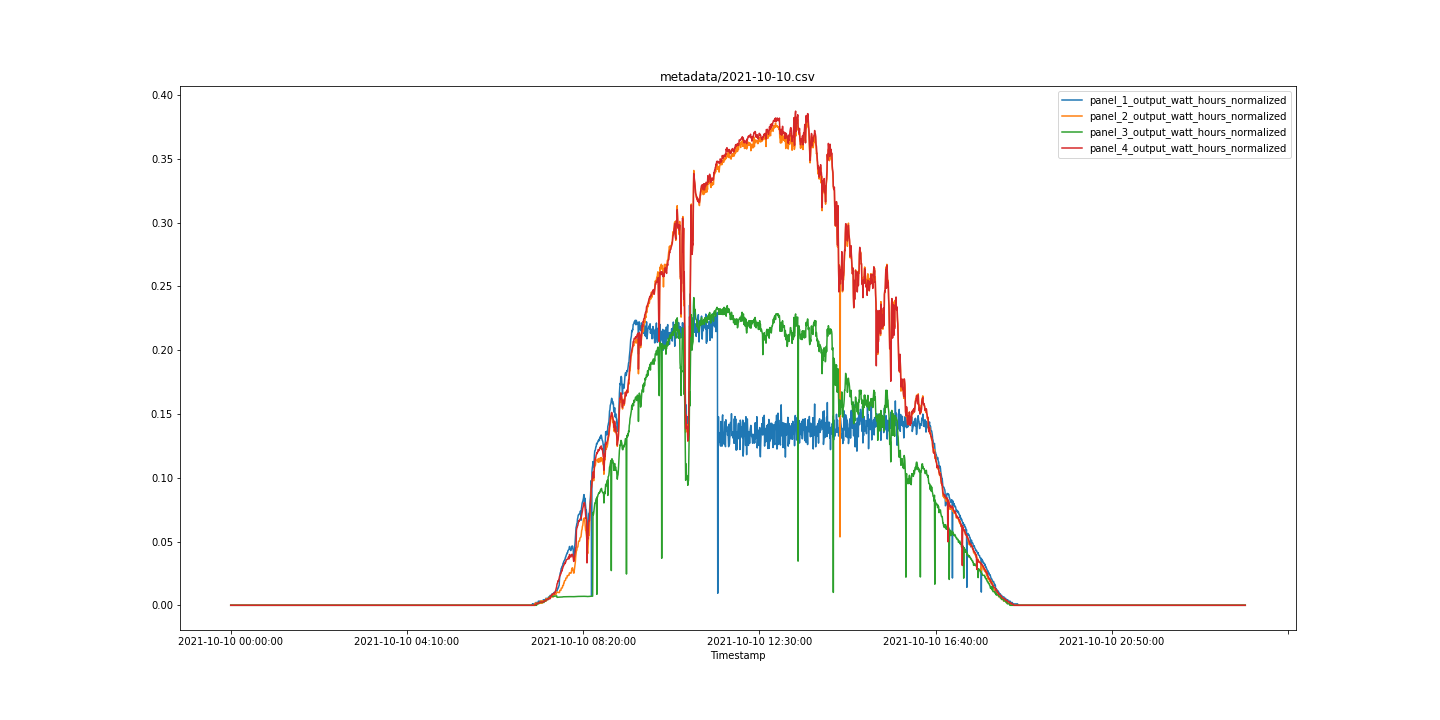 metadata/2021-10-10.csv
panel_1_output_watt_hours_normalized
panel_2_output_watt_hours_normalized
panel_3_output_watt_hours_normalized
panel_4_output_watt_hours_normalized
0.40
0.35
0.30
0.25
0.20
0.15
0.10
0.05
0.00
2021-10-10 00:00:00 2021-10-10 04:10:00 2021-10-10 08:20:00 2021-10-10 12:30:00 2021-10-10 16:40:00 2021-10-10 20:50:00
Timestamp